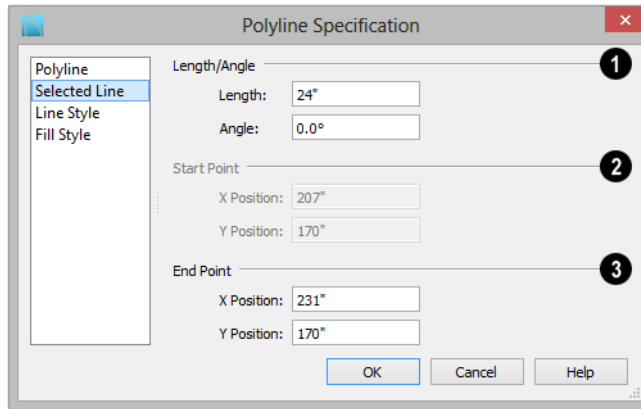 Polyline Specification
Polyline
Selected Line
Line Style
Fill Style
Length/Angle
1
Length: 24"
Angle: 0.0°
Start Point
2
X Position: 207"
Y Position: 170"
End Point
3
X Position: 231"
Y Position: 170"
OK Cancel Help